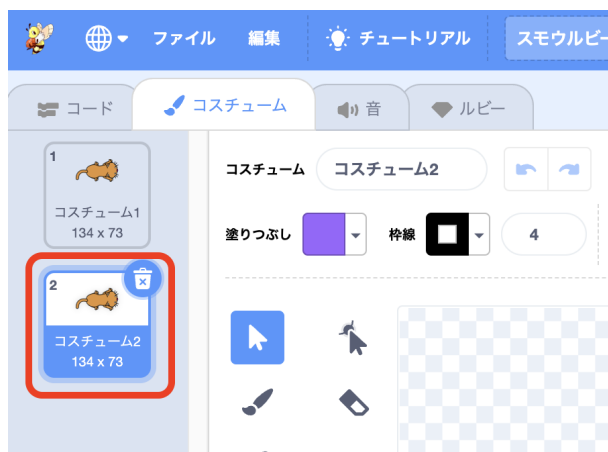 ファイル 編集 チュートリアル スモウルビー
コード コスチューム 音 ルビー
1
コスチューム1
134 x 73
2
コスチューム2
134 x 73
コスチューム コスチューム2
塗りつぶし 枠線 4